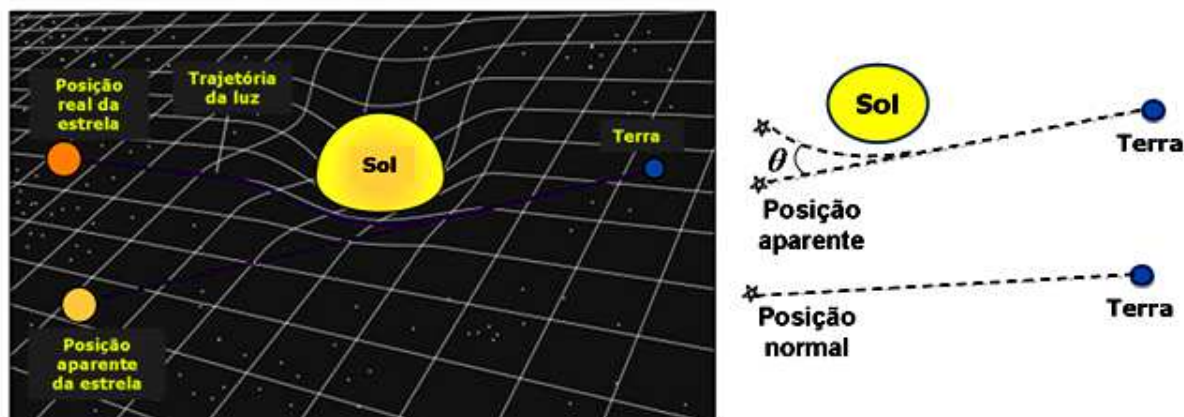 Posição
real da
estrela
Trajetória
da luz
Sol
Terra
Posição
aparente
da estrela
Sol
Terra
θ
Posição
aparente
Terra
Posição
normal